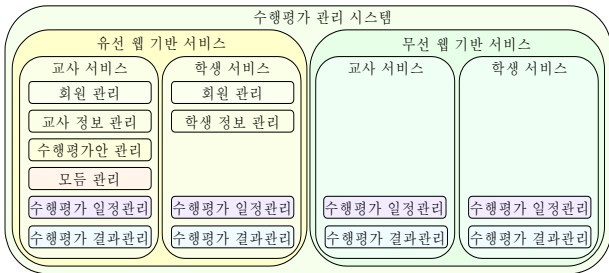 수행평가 관리 시스템
유선 웹 기반 서비스
교사 서비스
회원 관리
교사 정보 관리
수행평가안 관리
모듬 관리
수행평가 일정관리
수행평가 결과관리
학생 서비스
회원 관리
학생 정보 관리
수행평가 일정관리
수행평가 결과관리
무선 웹 기반 서비스
교사 서비스
수행평가 일정관리
수행평가 결과관리
학생 서비스
수행평가 일정관리
수행평가 결과관리